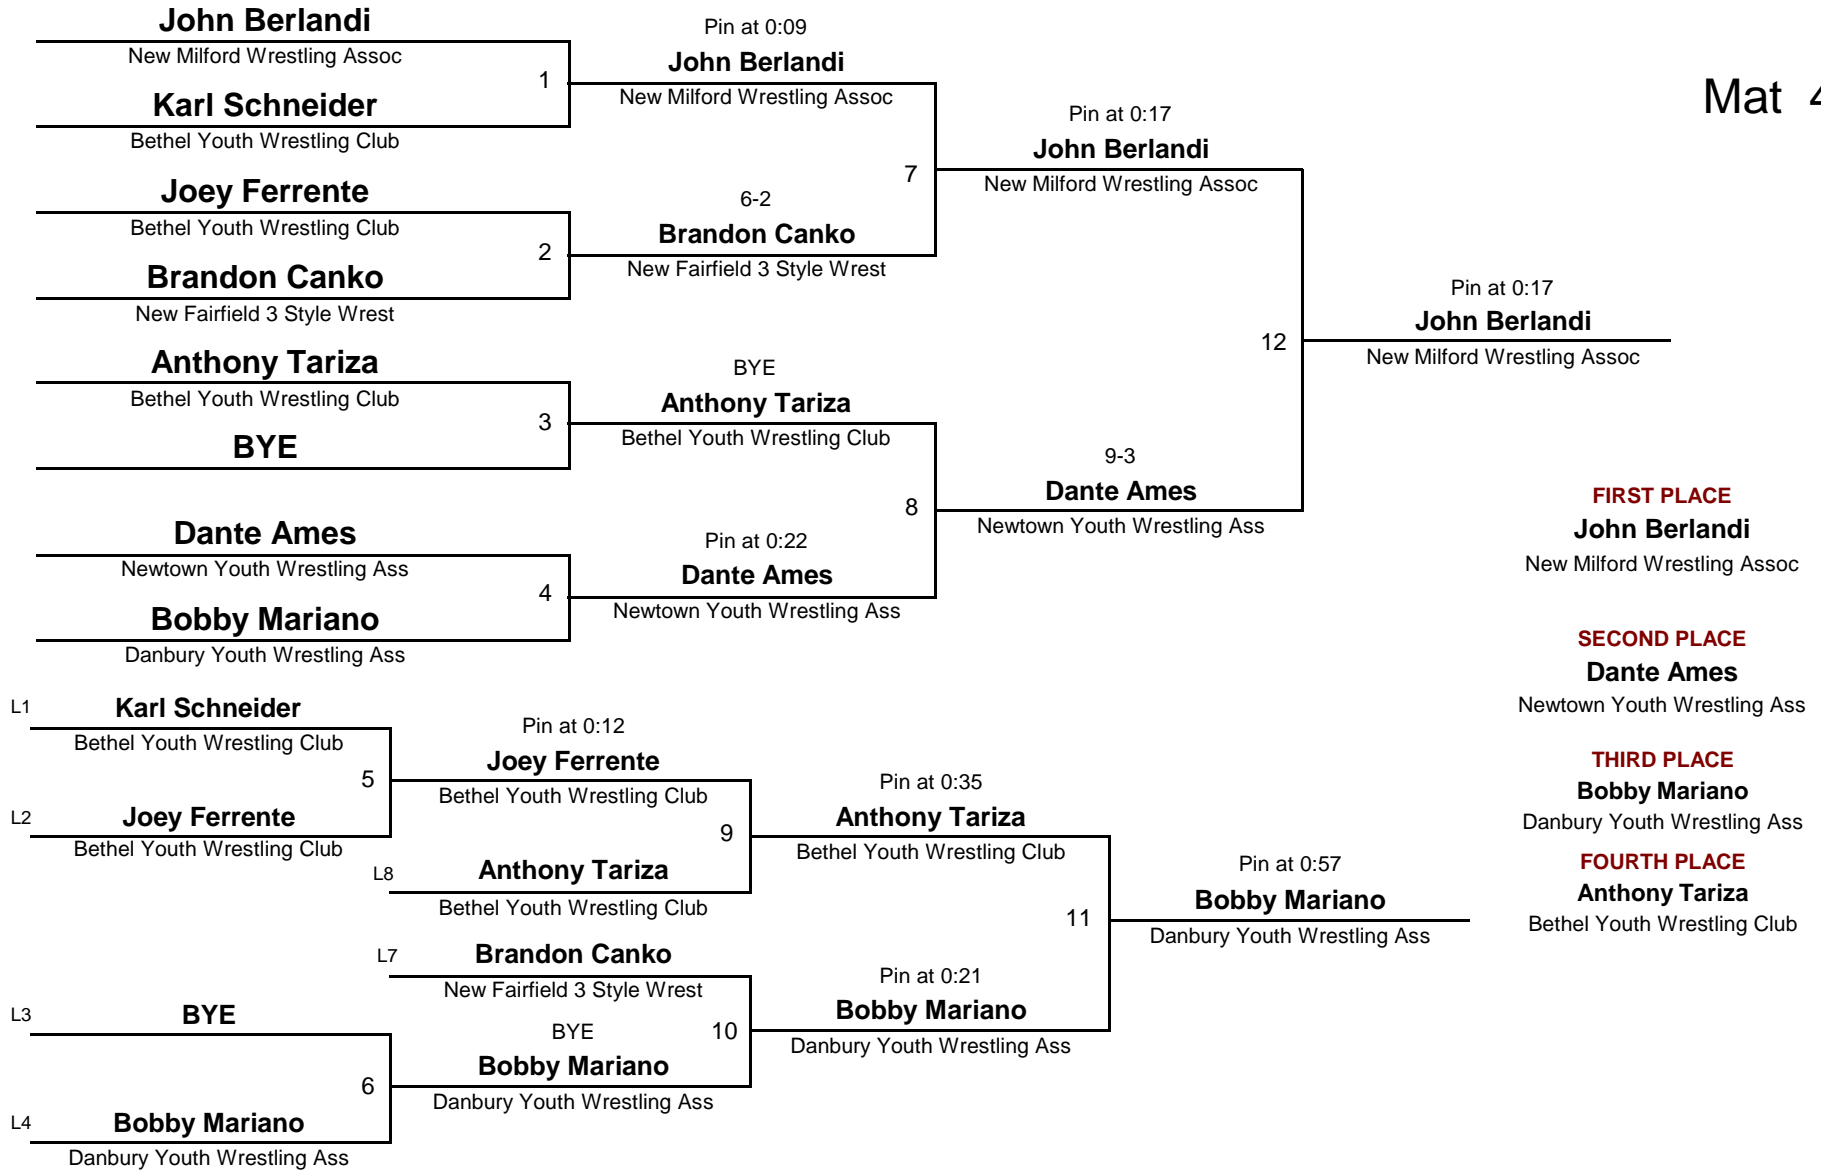 John Berlandi
New Milford Wrestling Assoc
1
Karl Schneider
Bethel Youth Wrestling Club
Joey Ferrente
Bethel Youth Wrestling Club
2
Brandon Canko
New Fairfield 3 Style Wrest
Anthony Tariza
Bethel Youth Wrestling Club
3
BYE
Dante Ames
Newtown Youth Wrestling Ass
4
Bobby Mariano
Danbury Youth Wrestling Ass
Pin at 0:09
John Berlandi
New Milford Wrestling Assoc
7
6-2
Brandon Canko
New Fairfield 3 Style Wrest
BYE
Anthony Tariza
Bethel Youth Wrestling Club
8
Pin at 0:22
Dante Ames
Newtown Youth Wrestling Ass
Pin at 0:17
John Berlandi
New Milford Wrestling Assoc
12
9-3
Dante Ames
Newtown Youth Wrestling Ass
Pin at 0:17
John Berlandi
New Milford Wrestling Assoc
Mat 4
FIRST PLACE
John Berlandi
New Milford Wrestling Assoc
SECOND PLACE
Dante Ames
Newtown Youth Wrestling Ass
THIRD PLACE
Bobby Mariano
Danbury Youth Wrestling Ass
FOURTH PLACE
Anthony Tariza
Bethel Youth Wrestling Club
L1
Karl Schneider
Bethel Youth Wrestling Club
5
L2
Joey Ferrente
Bethel Youth Wrestling Club
L3
BYE
6
L4
Bobby Mariano
Danbury Youth Wrestling Ass
Pin at 0:12
Joey Ferrente
Bethel Youth Wrestling Club
9
L8
Anthony Tariza
Bethel Youth Wrestling Club
L7
Brandon Canko
New Fairfield 3 Style Wrest
10
BYE
Bobby Mariano
Danbury Youth Wrestling Ass
Pin at 0:35
Anthony Tariza
Bethel Youth Wrestling Club
11
Pin at 0:21
Bobby Mariano
Danbury Youth Wrestling Ass
Pin at 0:57
Bobby Mariano
Danbury Youth Wrestling Ass